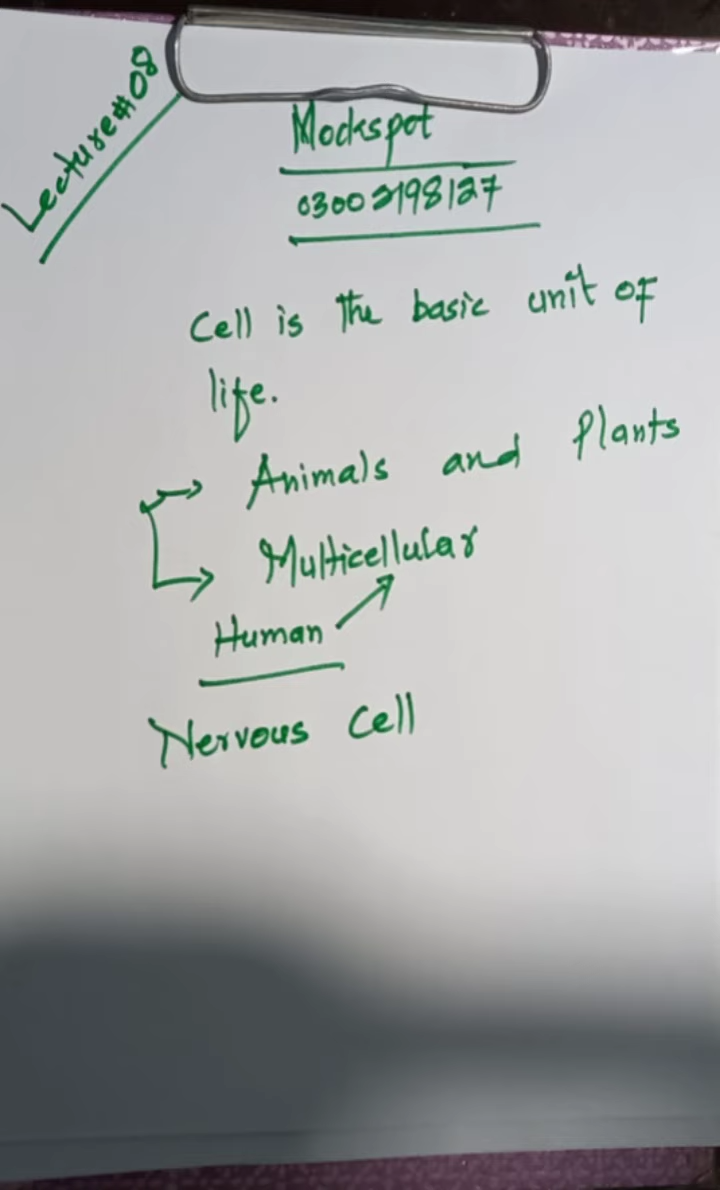 Lecture # 08
Mockspot
03002198127
Cell is the basic unit of
life.
Animals and Plants
Multicellular
Human
Nervous Cell